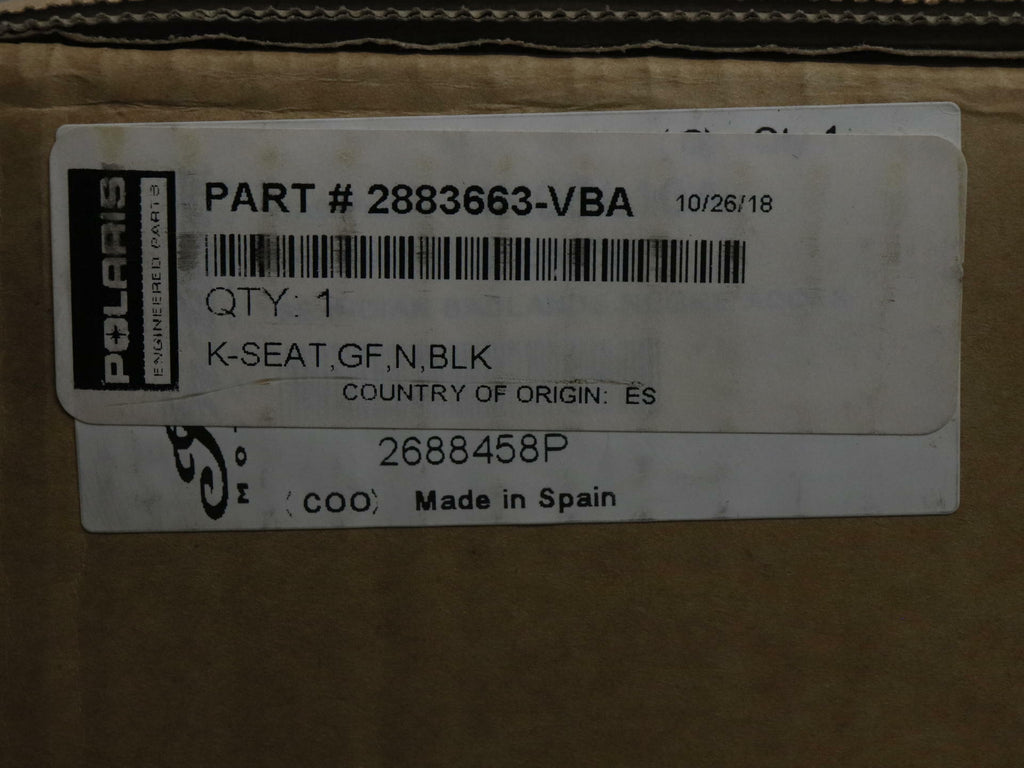 POLARIS
ENGINEERED PARTS
PART # 2883663-VBA 10/26/18
QTY: 1
K-SEAT,GF,N,BLK
COUNTRY OF ORIGIN: ES
2688458P
(COO) Made in Spain